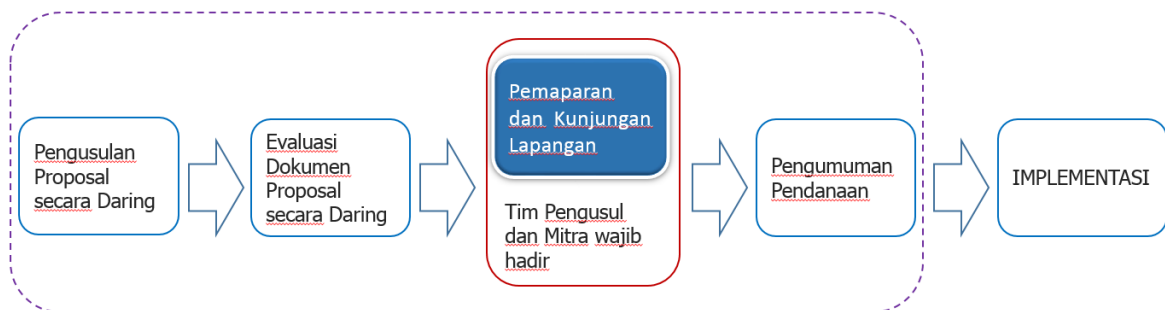 Pengusulan
Proposal
secara Daring
Evaluasi
Dokumen
Proposal
secara Daring
Pemaparan
dan Kunjungan
Lapangan
Tim Pengusul
dan Mitra wajib
hadir
Pengumuman
Pendanaan
IMPLEMENTASI